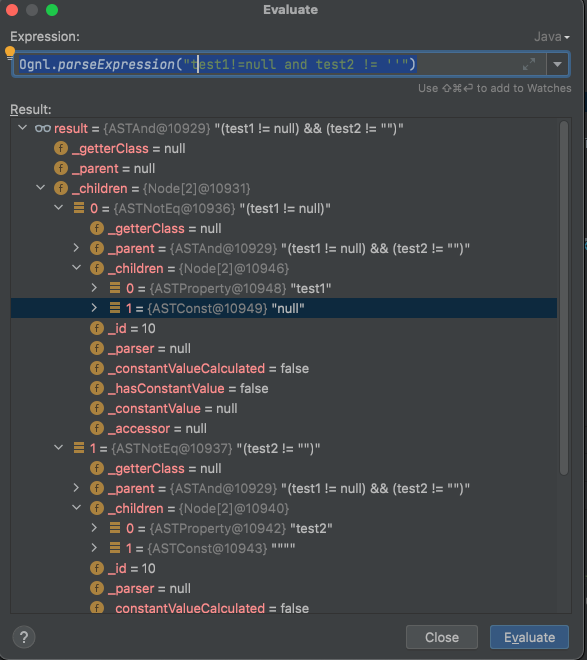 Evaluate
Expression:
Java
Ognl.parseExpression("test1!=null and test2 != ''")
Use ⇧⌘⏎ to add to Watches
Result:
result = {ASTAnd@10929} "(test1 != null) && (test2 != "")"
f _getterClass = null
f _parent = null
f _children = {Node[2]@10931}
0 = {ASTNotEq@10936} "(test1 != null)"
f _getterClass = null
f _parent = {ASTAnd@10929} "(test1 != null) && (test2 != "")"
f _children = {Node[2]@10946}
0 = {ASTProperty@10948} "test1"
1 = {ASTConst@10949} "null"
f _id = 10
f _parser = null
f _constantValueCalculated = false
f _hasConstantValue = false
f _constantValue = null
f _accessor = null
1 = {ASTNotEq@10937} "(test2 != "")"
f _getterClass = null
f _parent = {ASTAnd@10929} "(test1 != null) && (test2 != "")"
f _children = {Node[2]@10940}
0 = {ASTProperty@10942} "test2"
1 = {ASTConst@10943} """"
f _id = 10
f _parser = null
f _constantValueCalculated = false
? Close Evaluate